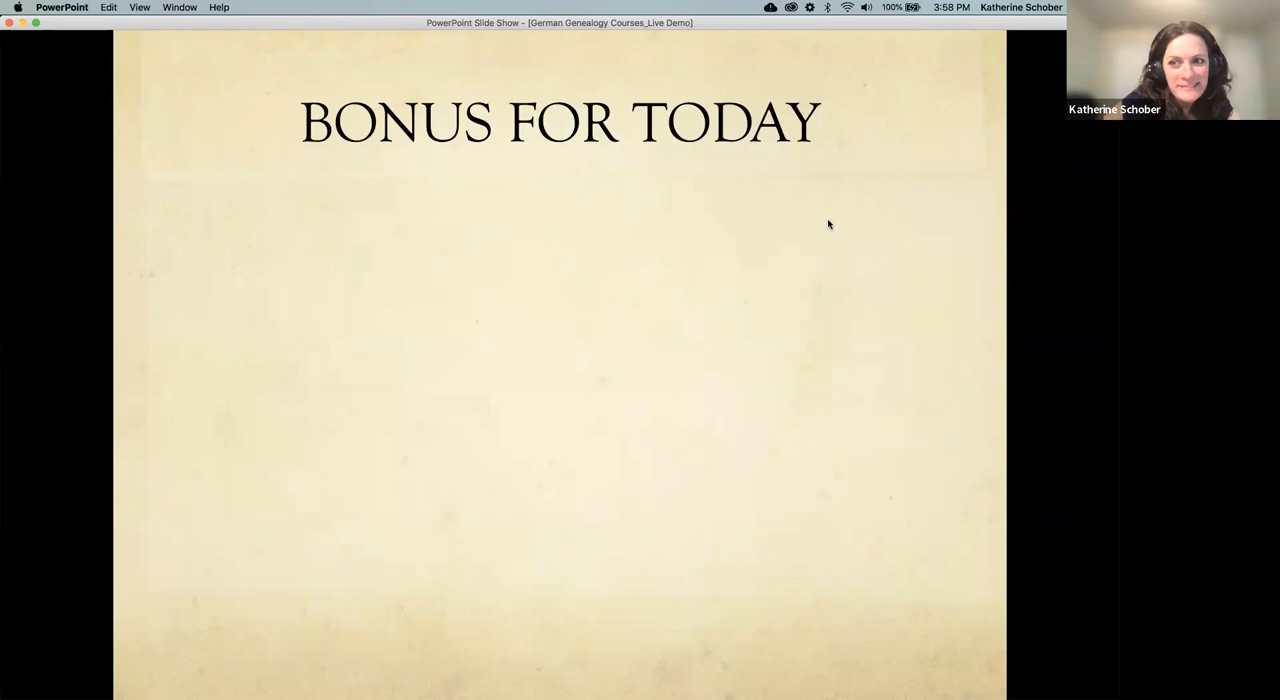 PowerPoint Edit View Window Help 100% 3:58 PM Katherine Schober
PowerPoint Slide Show - [German Genealogy Courses_Live Demo]
Katherine Schober
BONUS FOR TODAY